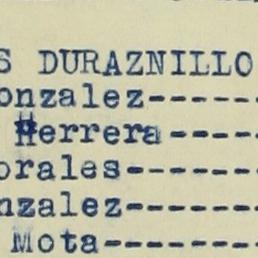 S DURAZNILLO
onzalez------
Herrera-----
orales-------
nzalez-------
Mota--------